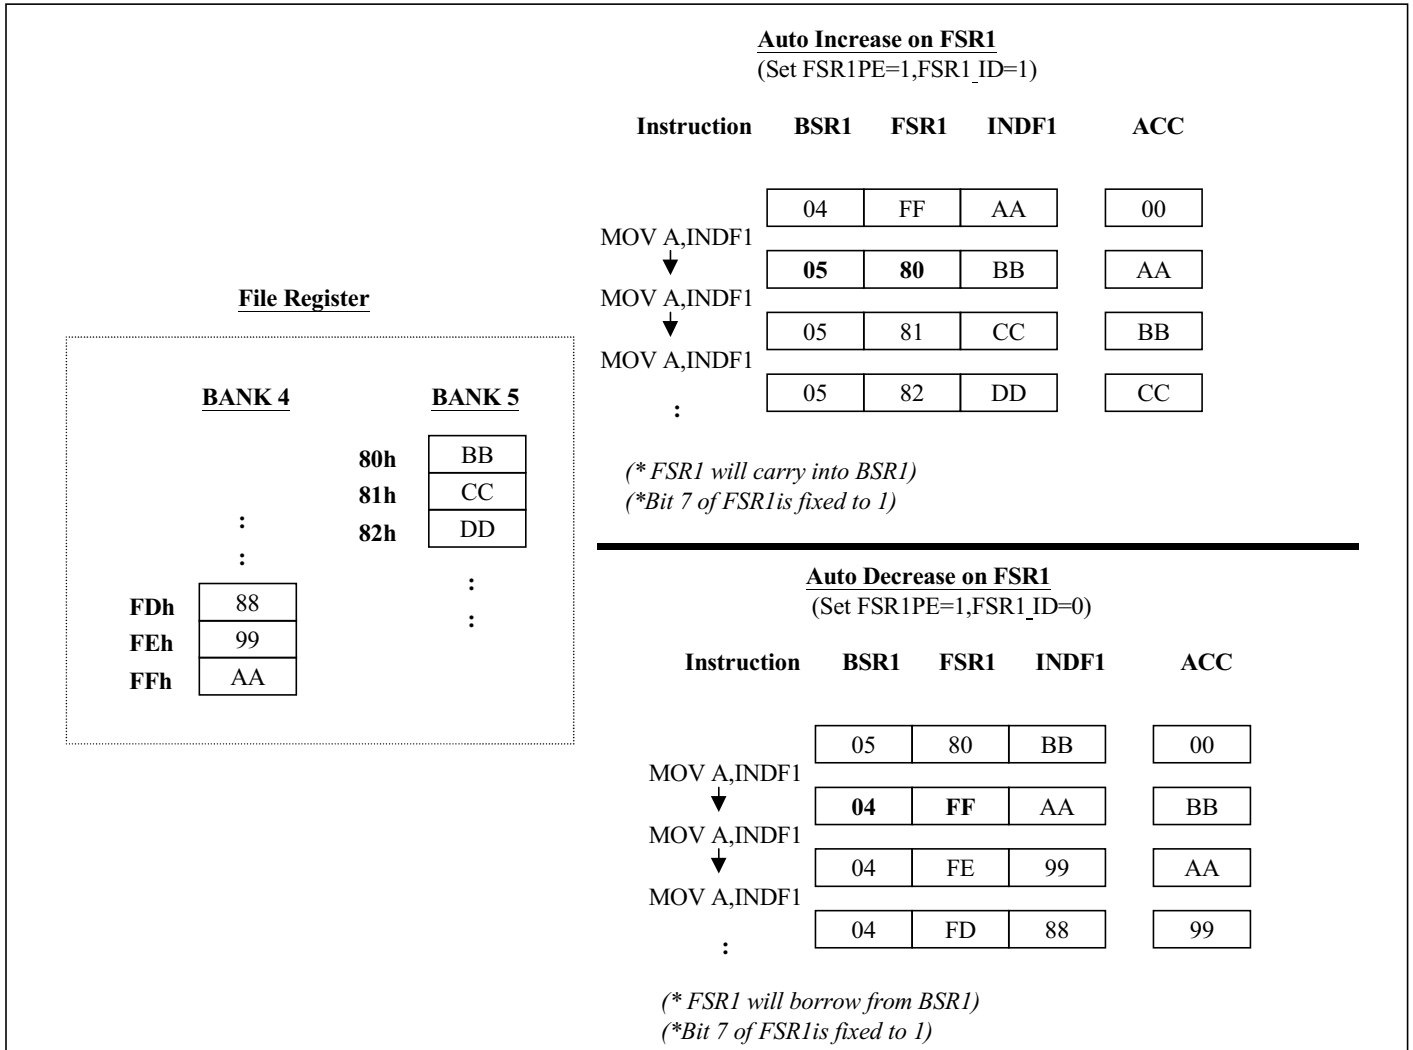 File Register
BANK 4
BANK 5
80h BB
81h CC
82h DD
:
:
:
:
FDh 88
FEh 99
FFh AA
Auto Increase on FSR1
(Set FSR1PE=1,FSR1_ID=1)
Instruction BSR1 FSR1 INDF1 ACC
04 FF AA 00
MOV A,INDF1
05 80 BB AA
MOV A,INDF1
05 81 CC BB
MOV A,INDF1
05 82 DD CC
:
(* FSR1 will carry into BSR1)
(*Bit 7 of FSR1is fixed to 1)
Auto Decrease on FSR1
(Set FSR1PE=1,FSR1_ID=0)
Instruction BSR1 FSR1 INDF1 ACC
05 80 BB 00
MOV A,INDF1
04 FF AA BB
MOV A,INDF1
04 FE 99 AA
MOV A,INDF1
04 FD 88 99
:
(* FSR1 will borrow from BSR1)
(*Bit 7 of FSR1is fixed to 1)